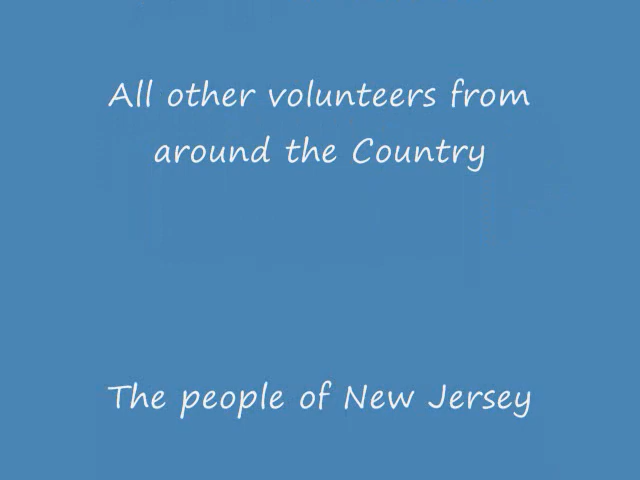 All other volunteers from
around the Country
The people of New Jersey